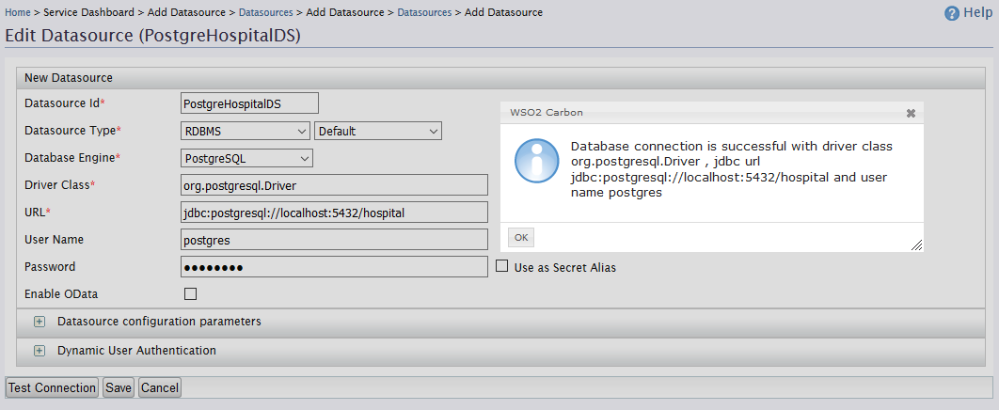 Home > Service Dashboard > Add Datasource > Datasources > Add Datasource > Datasources > Add Datasource
Help
Edit Datasource (PostgreHospitalDS)
New Datasource
Datasource Id* PostgreHospitalDS
Datasource Type* RDBMS Default
Database Engine* PostgreSQL
Driver Class* org.postgresql.Driver
URL* jdbc:postgresql://localhost:5432/hospital
User Name postgres
Password ●●●●●●●● Use as Secret Alias
Enable OData
Datasource configuration parameters
Dynamic User Authentication
Test Connection Save Cancel
WSO2 Carbon
Database connection is successful with driver class
org.postgresql.Driver , jdbc url
jdbc:postgresql://localhost:5432/hospital and user
name postgres
OK